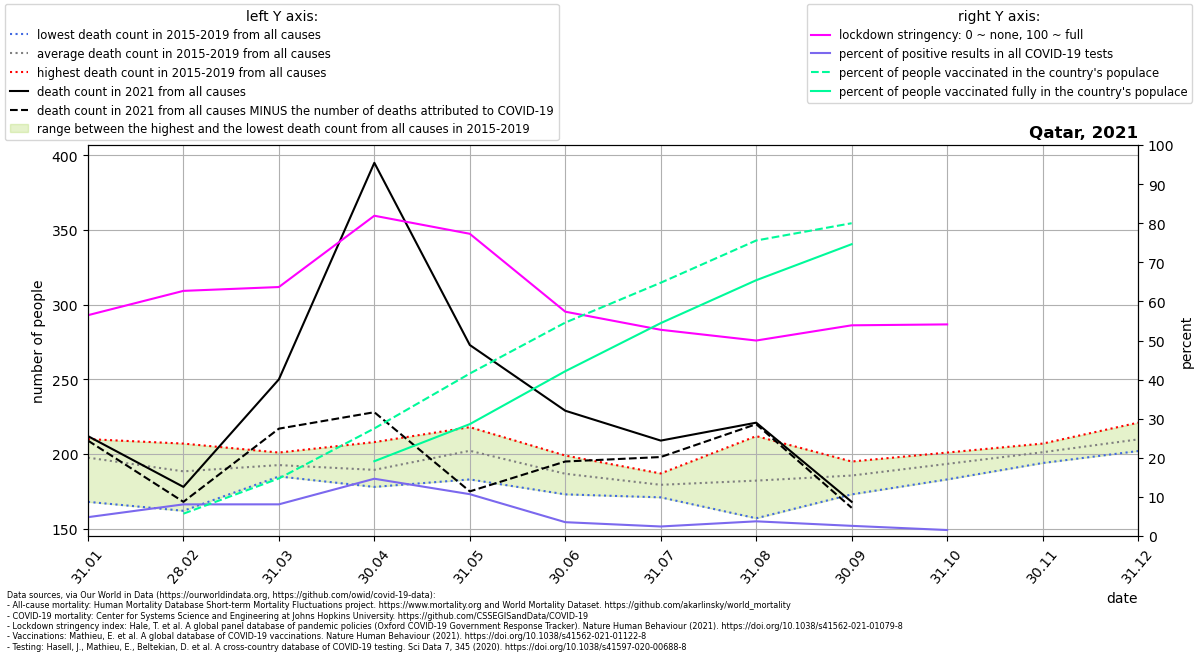 left Y axis:
lowest death count in 2015-2019 from all causes
average death count in 2015-2019 from all causes
highest death count in 2015-2019 from all causes
death count in 2021 from all causes
death count in 2021 from all causes MINUS the number of deaths attributed to COVID-19
range between the highest and the lowest death count from all causes in 2015-2019
right Y axis:
lockdown stringency: 0 ~ none, 100 ~ full
percent of positive results in all COVID-19 tests
percent of people vaccinated in the country's populace
percent of people vaccinated fully in the country's populace
Qatar, 2021
400
350
300
250
200
150
number of people
100
90
80
70
60
50
40
30
20
10
0
percent
31.01
28.02
31.03
30.04
31.05
30.06
31.07
31.08
30.09
31.10
30.11
31.12
date
Data sources, via Our World in Data (https://ourworldindata.org, https://github.com/owid/covid-19-data):
- All-cause mortality: Human Mortality Database Short-term Mortality Fluctuations project. https://www.mortality.org and World Mortality Dataset. https://github.com/akarlinsky/world_mortality
- COVID-19 mortality: Center for Systems Science and Engineering at Johns Hopkins University. https://github.com/CSSEGISandData/COVID-19
- Lockdown stringency index: Hale, T. et al. A global panel database of pandemic policies (Oxford COVID-19 Government Response Tracker). Nature Human Behaviour (2021). https://doi.org/10.1038/s41562-021-01079-8
- Vaccinations: Mathieu, E. et al. A global database of COVID-19 vaccinations. Nature Human Behaviour (2021). https://doi.org/10.1038/s41562-021-01122-8
- Testing: Hasell, J., Mathieu, E., Beltekian, D. et al. A cross-country database of COVID-19 testing. Sci Data 7, 345 (2020). https://doi.org/10.1038/s41597-020-00688-8